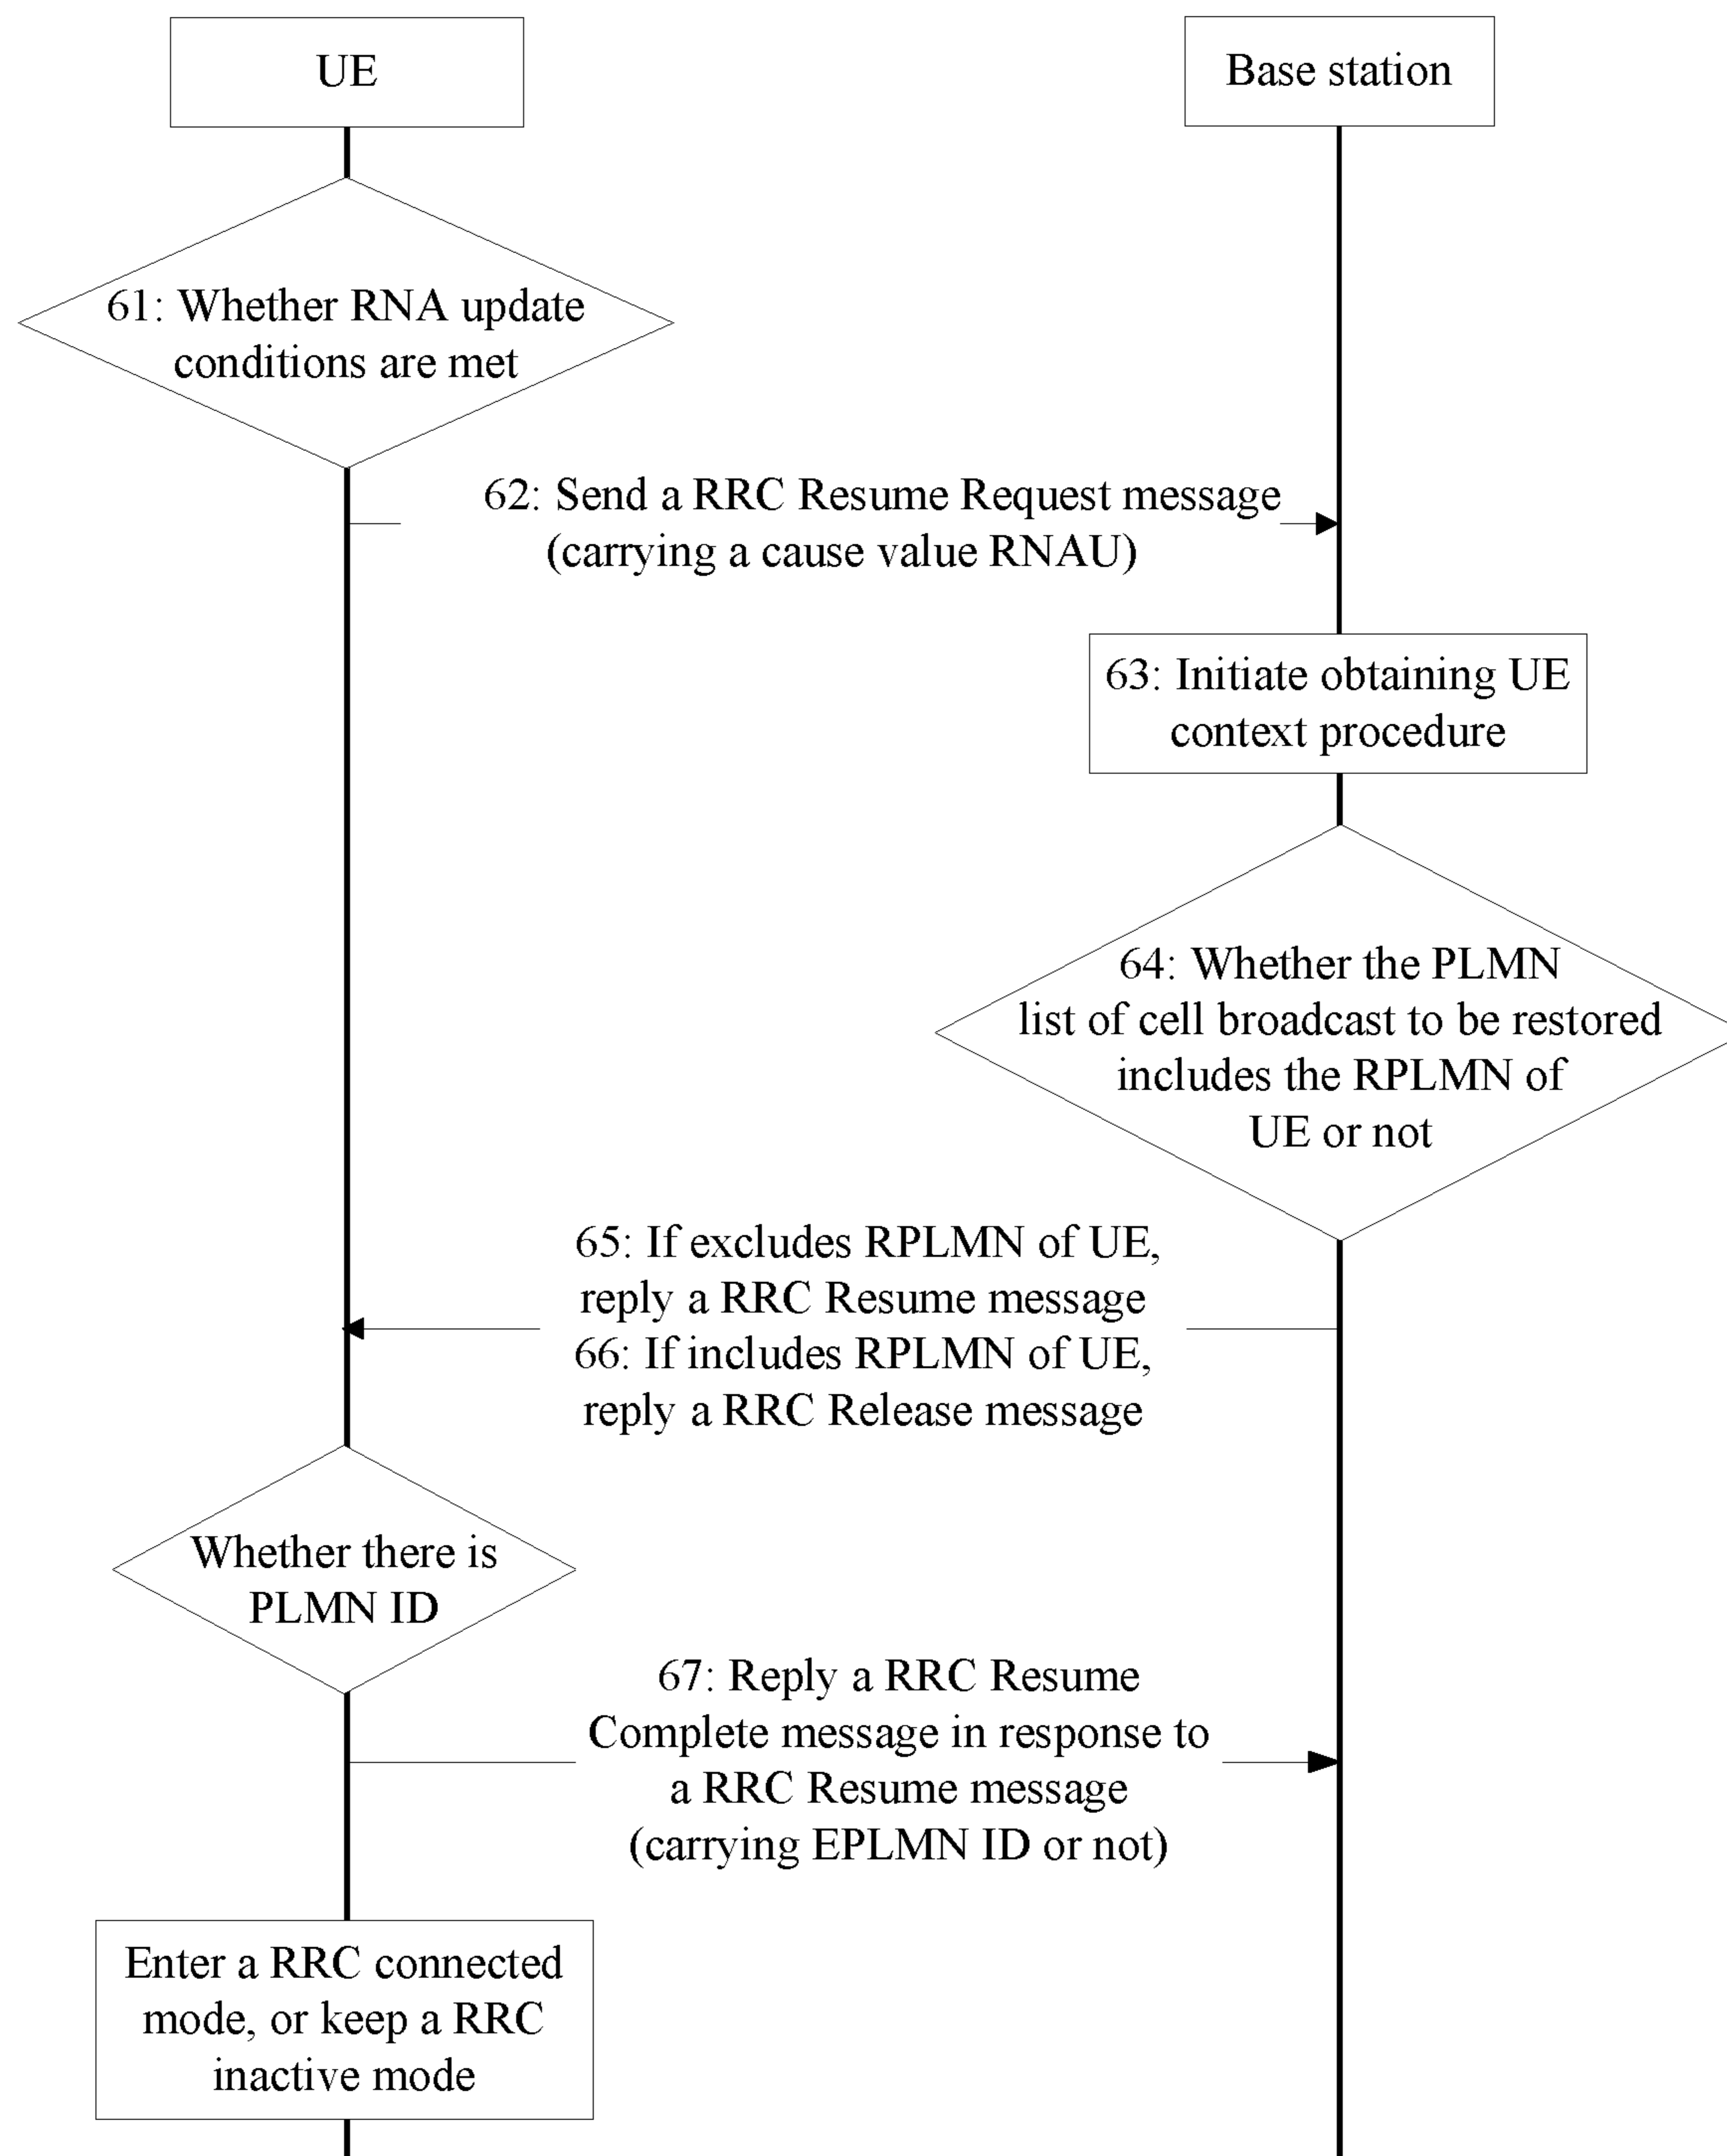 UE
Base station
61: Whether RNA update
conditions are met
62: Send a RRC Resume Request message
(carrying a cause value RNAU)
63: Initiate obtaining UE
context procedure
64: Whether the PLMN
list of cell broadcast to be restored
includes the RPLMN of
UE or not
65: If excludes RPLMN of UE,
reply a RRC Resume message
66: If includes RPLMN of UE,
reply a RRC Release message
Whether there is
PLMN ID
67: Reply a RRC Resume
Complete message in response to
a RRC Resume message
(carrying EPLMN ID or not)
Enter a RRC connected
mode, or keep a RRC
inactive mode